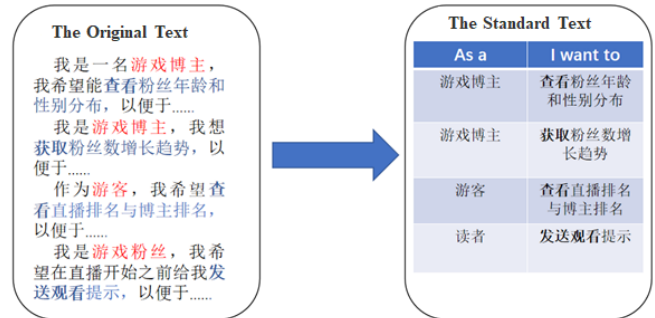 The Original Text
我是一名游戏博主，
我希望能查看粉丝年龄和
性别分布，以便于……
我是游戏博主，我想
获取粉丝数增长趋势，以
便于……
作为游客，我希望查
看直播排名与博主排名，
以便于……
我是游戏粉丝，我希
望在直播开始之前给我发
送观看提示，以便于……
The Standard Text
As a
I want to
游戏博主
查看粉丝年龄
和性别分布
游戏博主
获取粉丝数增
长趋势
游客
查看直播排名
与博主排名
读者
发送观看提示